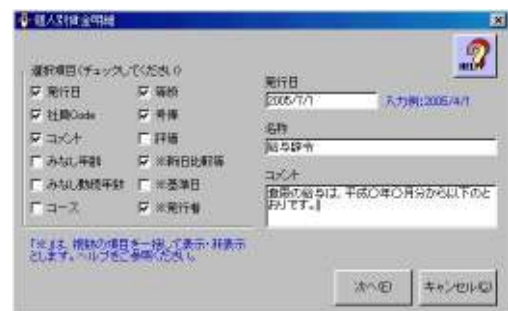 個人別賃金明細
HELP
選択項目(チェックしてください)
発行日
等級
社員Code
号俸
コメント
評語
みなし年齢
※新旧比較等
みなし勤続年齢
※基準日
コース
※発行者
「※」は、複数の項目を一括して表示・非表示
とします。ヘルプをご参照ください。
発行日
2005/7/1
入力例:2005/4/1
名称
給与辞令
コメント
貴殿の給与は、平成○年○月分から以下のと
おりです。
次へ(E)
キャンセル(C)